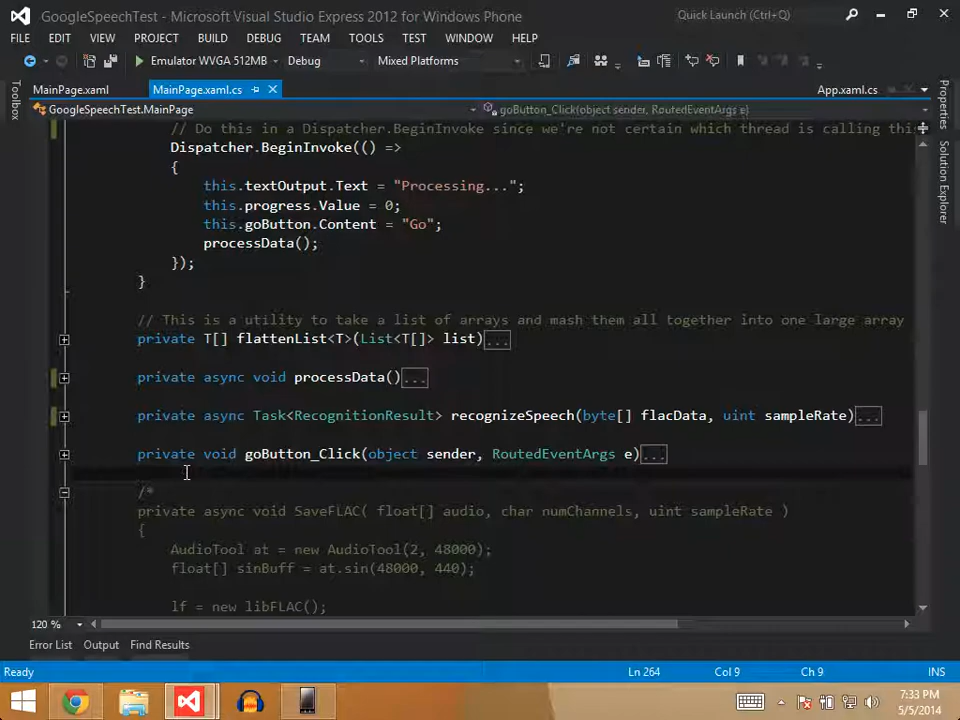 GoogleSpeechTest - Microsoft Visual Studio Express 2012 for Windows Phone
Quick Launch (Ctrl+Q)
FILE EDIT VIEW PROJECT BUILD DEBUG TEAM TOOLS TEST WINDOW HELP
Emulator WVGA 512MB Debug Mixed Platforms
Toolbox
MainPage.xaml MainPage.xaml.cs App.xaml.cs
Properties
Solution Explorer
GoogleSpeechTest.MainPage goButton_Click(object sender, RoutedEventArgs e)
// Do this in a Dispatcher.BeginInvoke since we're not certain which thread is calling thi
Dispatcher.BeginInvoke(() =>
{
this.textOutput.Text = "Processing...";
this.progress.Value = 0;
this.goButton.Content = "Go";
processData();
});
}
// This is a utility to take a list of arrays and mash them all together into one large array
private T[] flattenList<T>(List<T[]> list)...
private async void processData()...
private async Task<RecognitionResult> recognizeSpeech(byte[] flacData, uint sampleRate)...
private void goButton_Click(object sender, RoutedEventArgs e)...
/*
private async void SaveFLAC( float[] audio, char numChannels, uint sampleRate )
{
AudioTool at = new AudioTool(2, 48000);
float[] sinBuff = at.sin(48000, 440);
lf = new libFLAC();
120 %
Error List Output Find Results
Ready Ln 264 Col 9 Ch 9 INS
7:33 PM
5/5/2014